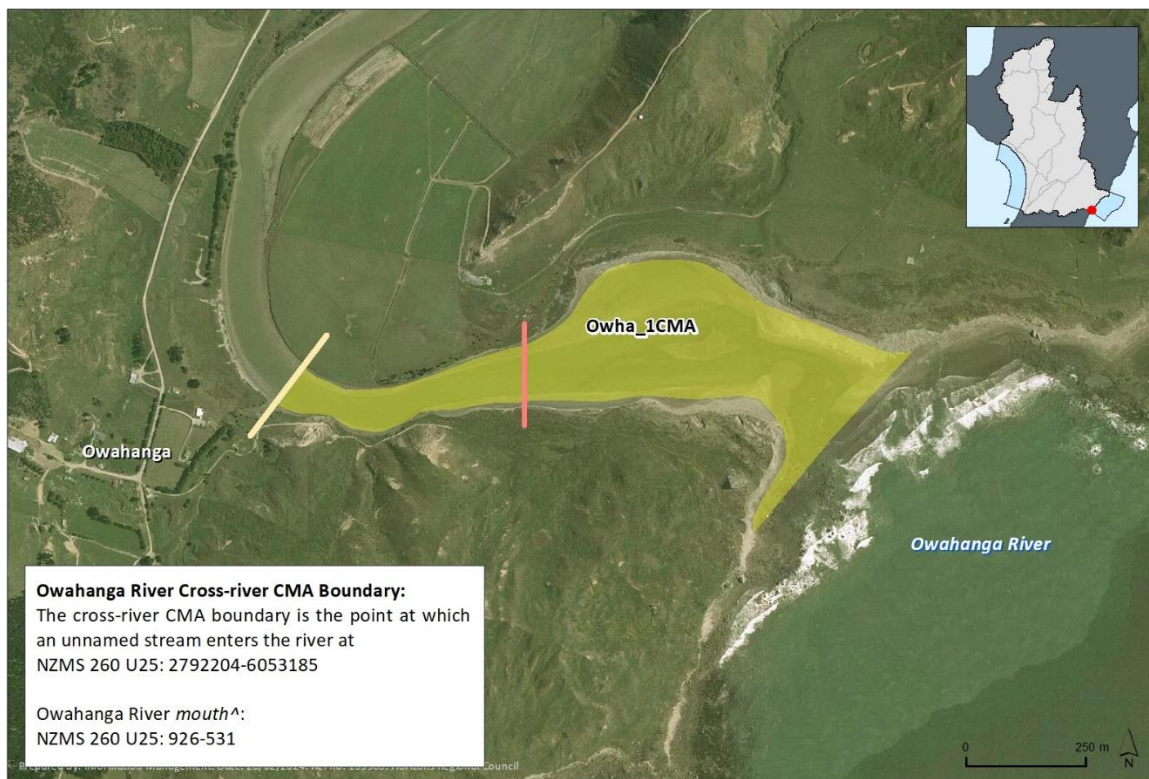 Owha_1CMA
Owahanga
Owahanga River
Owahanga River Cross-river CMA Boundary:
The cross-river CMA boundary is the point at which
an unnamed stream enters the river at
NZMS 260 U25: 2792204-6053185
Owahanga River mouth^:
NZMS 260 U25: 926-531
0 250 m
N